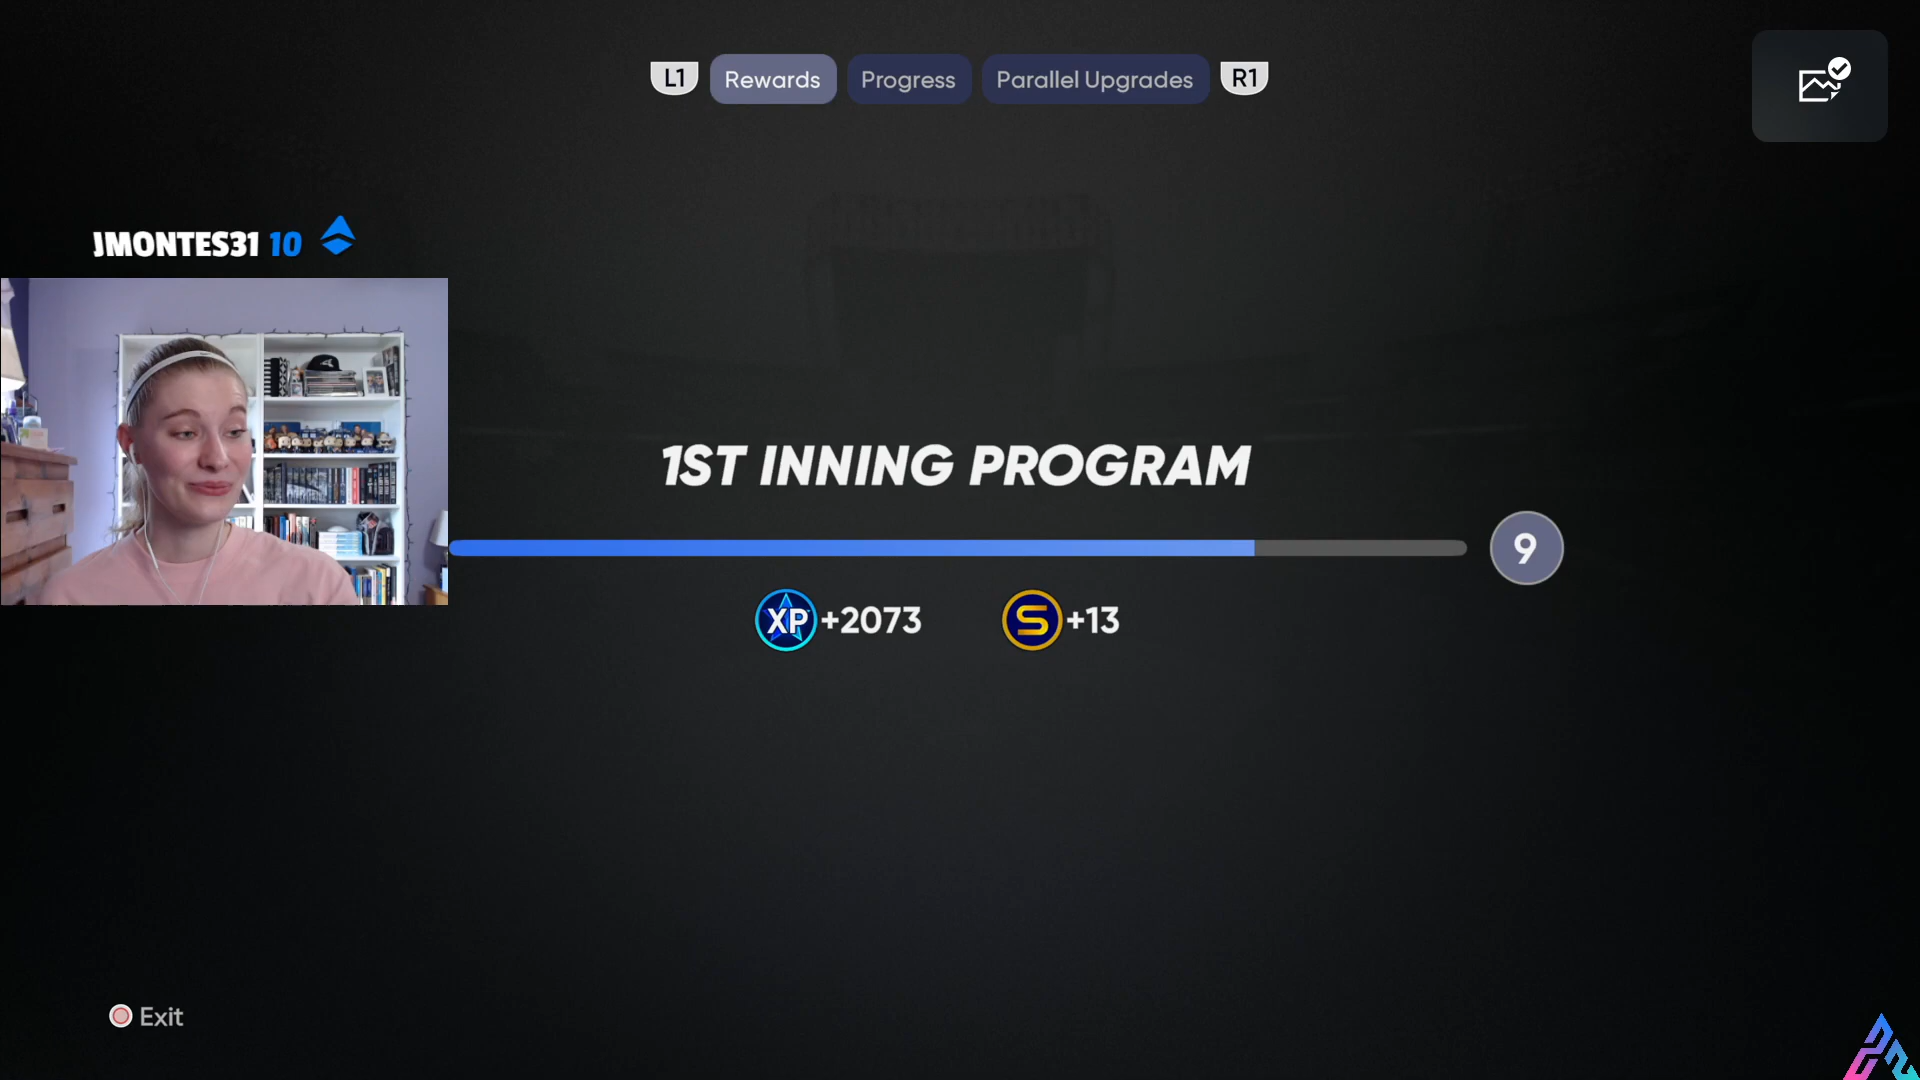 L1 Rewards Progress Parallel Upgrades R1
JMONTES31 10
1ST INNING PROGRAM
9
XP +2073 S +13
Exit